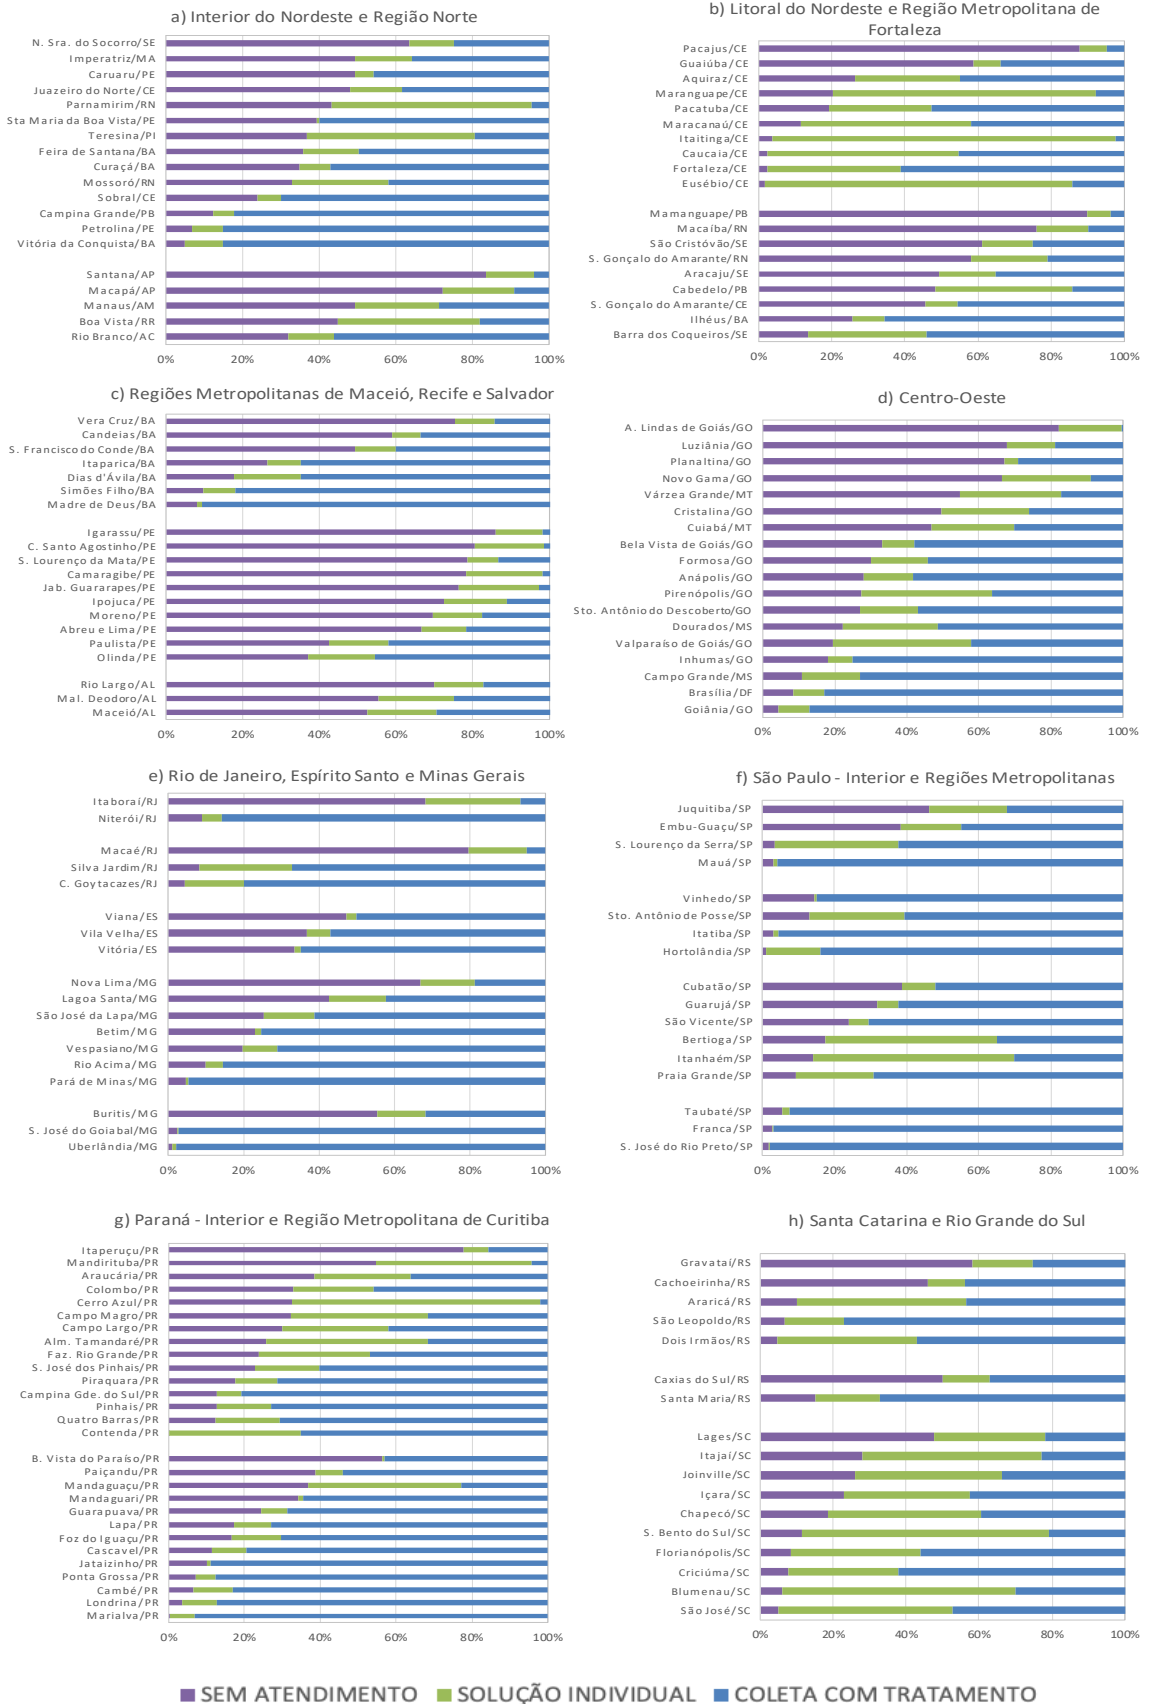 a) Interior do Nordeste e Região Norte
N. Sra. do Socorro/SE
Imperatriz/MA
Caruaru/PE
Juazeiro do Norte/CE
Parnamirim/RN
Sta Maria da Boa Vista/PE
Teresina/PI
Feira de Santana/BA
Curaçá/BA
Mossoró/RN
Sobral/CE
Campina Grande/PB
Petrolina/PE
Vitória da Conquista/BA
Santana/AP
Macapá/AP
Manaus/AM
Boa Vista/RR
Rio Branco/AC
0% 20% 40% 60% 80% 100%
b) Litoral do Nordeste e Região Metropolitana de
Fortaleza
Pacajus/CE
Guaiúba/CE
Aquiraz/CE
Maranguape/CE
Pacatuba/CE
Maracanaú/CE
Itaitinga/CE
Caucaia/CE
Fortaleza/CE
Eusébio/CE
Mamanguape/PB
Macaíba/RN
São Cristóvão/SE
S. Gonçalo do Amarante/RN
Aracaju/SE
Cabedelo/PB
S. Gonçalo do Amarante/CE
Ilhéus/BA
Barra dos Coqueiros/SE
0% 20% 40% 60% 80% 100%
c) Regiões Metropolitanas de Maceió, Recife e Salvador
Vera Cruz/BA
Candeias/BA
S. Francisco do Conde/BA
Itaparica/BA
Dias d'Ávila/BA
Simões Filho/BA
Madre de Deus/BA
Igarassu/PE
C. Santo Agostinho/PE
S. Lourenço da Mata/PE
Camaragibe/PE
Jab. Guararapes/PE
Ipojuca/PE
Moreno/PE
Abreu e Lima/PE
Paulista/PE
Olinda/PE
Rio Largo/AL
Mal. Deodoro/AL
Maceió/AL
0% 20% 40% 60% 80% 100%
d) Centro-Oeste
A. Lindas de Goiás/GO
Luziânia/GO
Planaltina/GO
Novo Gama/GO
Várzea Grande/MT
Cristalina/GO
Cuiabá/MT
Bela Vista de Goiás/GO
Formosa/GO
Anápolis/GO
Pirenópolis/GO
Sto. Antônio do Descoberto/GO
Dourados/MS
Valparaíso de Goiás/GO
Inhumas/GO
Campo Grande/MS
Brasília/DF
Goiânia/GO
0% 20% 40% 60% 80% 100%
e) Rio de Janeiro, Espírito Santo e Minas Gerais
Itaboraí/RJ
Niterói/RJ
Macaé/RJ
Silva Jardim/RJ
C. Goytacazes/RJ
Viana/ES
Vila Velha/ES
Vitória/ES
Nova Lima/MG
Lagoa Santa/MG
São José da Lapa/MG
Betim/MG
Vespasiano/MG
Rio Acima/MG
Pará de Minas/MG
Buritis/MG
S. José do Goiabal/MG
Uberlândia/MG
0% 20% 40% 60% 80% 100%
f) São Paulo - Interior e Regiões Metropolitanas
Juquitiba/SP
Embu-Guaçu/SP
S. Lourenço da Serra/SP
Mauá/SP
Vinhedo/SP
Sto. Antônio de Posse/SP
Itatiba/SP
Hortolândia/SP
Cubatão/SP
Guarujá/SP
São Vicente/SP
Bertioga/SP
Itanhaém/SP
Praia Grande/SP
Taubaté/SP
Franca/SP
S. José do Rio Preto/SP
0% 20% 40% 60% 80% 100%
g) Paraná - Interior e Região Metropolitana de Curitiba
Itaperuçu/PR
Mandirituba/PR
Araucária/PR
Colombo/PR
Cerro Azul/PR
Campo Magro/PR
Campo Largo/PR
Alm. Tamandaré/PR
Faz. Rio Grande/PR
S. José dos Pinhais/PR
Piraquara/PR
Campina Gde. do Sul/PR
Pinhais/PR
Quatro Barras/PR
Contenda/PR
B. Vista do Paraíso/PR
Paiçandu/PR
Mandaguaçu/PR
Mandaguari/PR
Guarapuava/PR
Lapa/PR
Foz do Iguaçu/PR
Cascavel/PR
Jataizinho/PR
Ponta Grossa/PR
Cambé/PR
Londrina/PR
Marialva/PR
0% 20% 40% 60% 80% 100%
h) Santa Catarina e Rio Grande do Sul
Gravataí/RS
Cachoeirinha/RS
Araricá/RS
São Leopoldo/RS
Dois Irmãos/RS
Caxias do Sul/RS
Santa Maria/RS
Lages/SC
Itajaí/SC
Joinville/SC
Içara/SC
Chapecó/SC
S. Bento do Sul/SC
Florianópolis/SC
Criciúma/SC
Blumenau/SC
São José/SC
0% 20% 40% 60% 80% 100%
SEM ATENDIMENTO SOLUÇÃO INDIVIDUAL COLETA COM TRATAMENTO